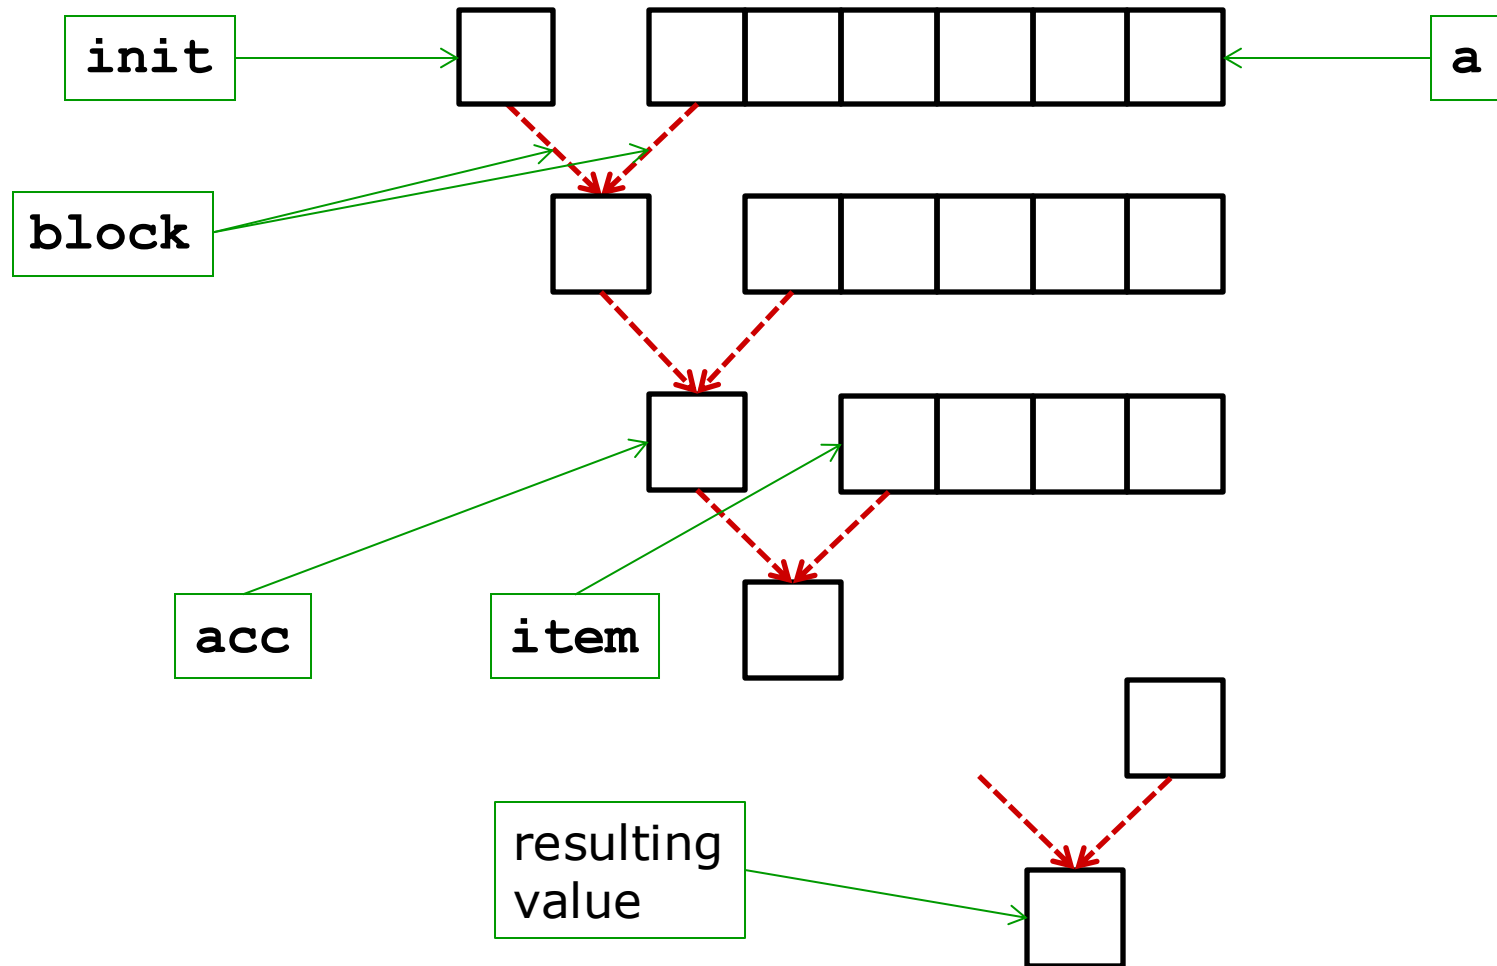 init
a
block
acc
item
resulting
value